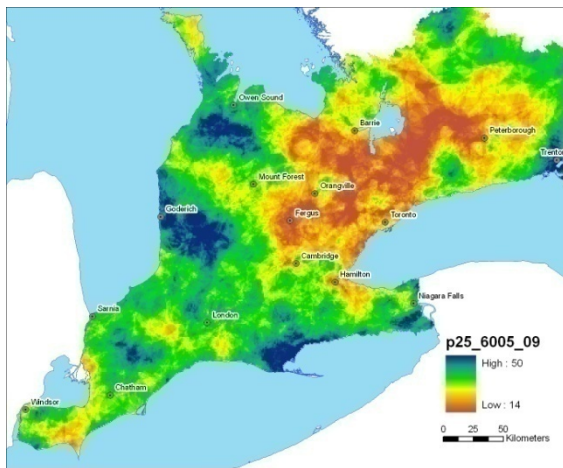 Owen Sound
Barrie
Peterborough
Trenton
Mount Forest
Orangville
Goderich
Fergus
Toronto
Cambridge
Hamilton
Niagara Falls
Sarnia
London
Chatham
Windsor
p25_6005_09
High : 50
Low : 14
0 25 50
Kilometers